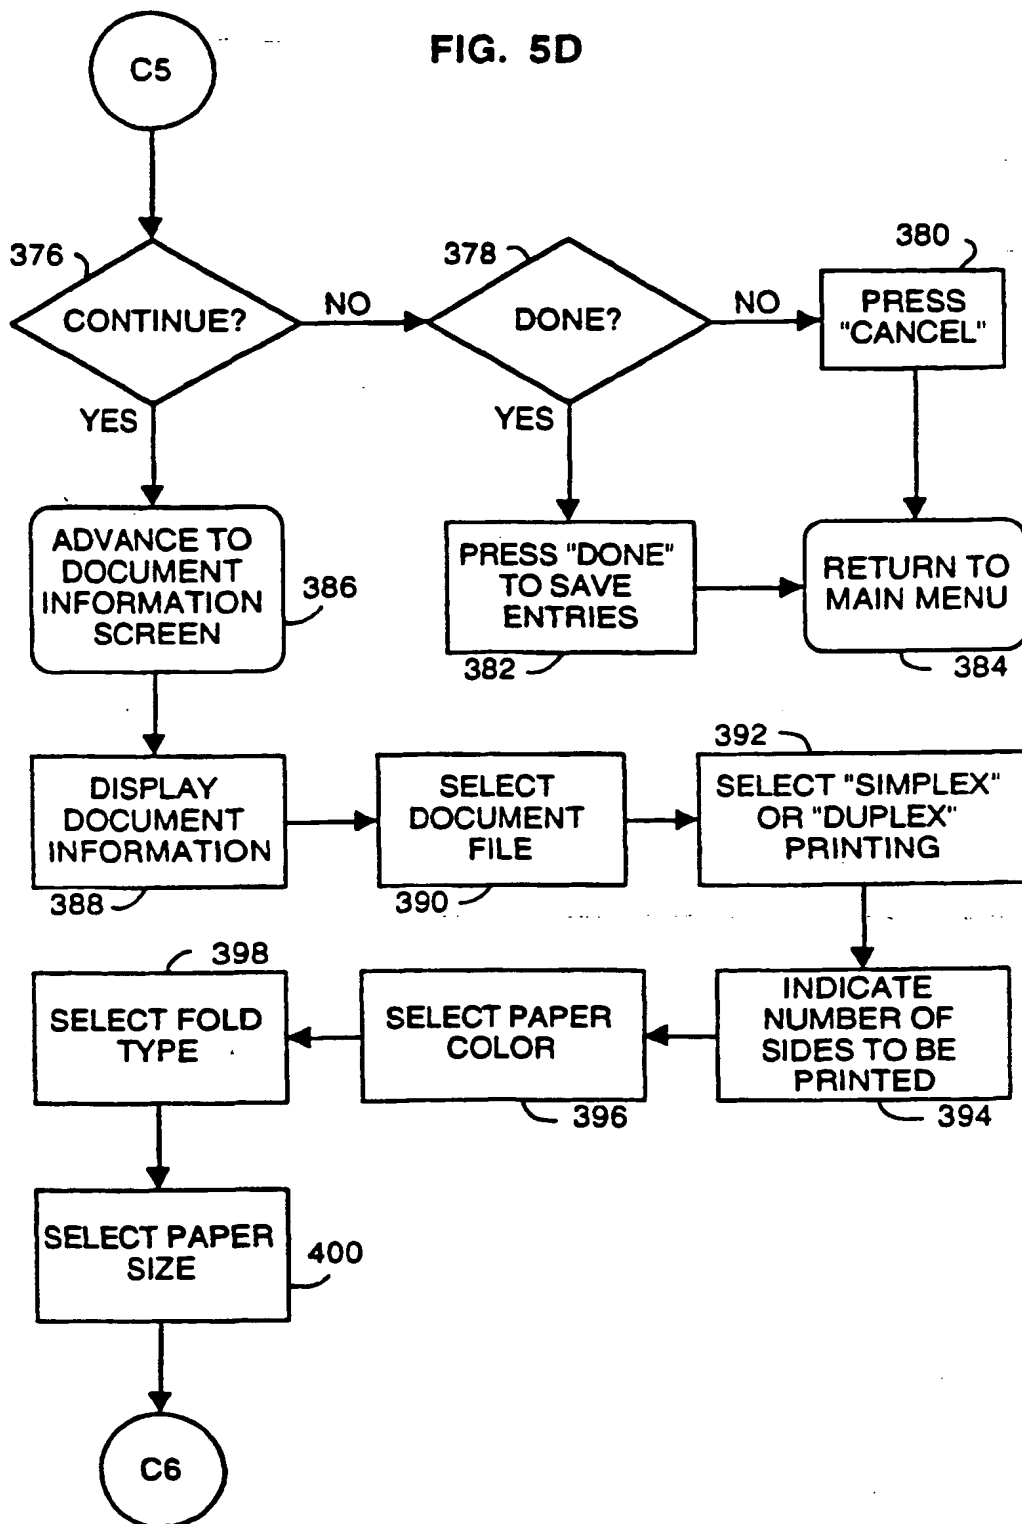 FIG. 5D
C5
376
CONTINUE?
NO
YES
378
DONE?
NO
YES
380
PRESS
"CANCEL"
ADVANCE TO
DOCUMENT
INFORMATION
SCREEN
386
PRESS "DONE"
TO SAVE
ENTRIES
382
RETURN TO
MAIN MENU
384
DISPLAY
DOCUMENT
INFORMATION
388
SELECT
DOCUMENT
FILE
390
392
SELECT "SIMPLEX"
OR "DUPLEX"
PRINTING
INDICATE
NUMBER OF
SIDES TO BE
PRINTED
394
SELECT PAPER
COLOR
396
398
SELECT FOLD
TYPE
SELECT PAPER
SIZE
400
C6